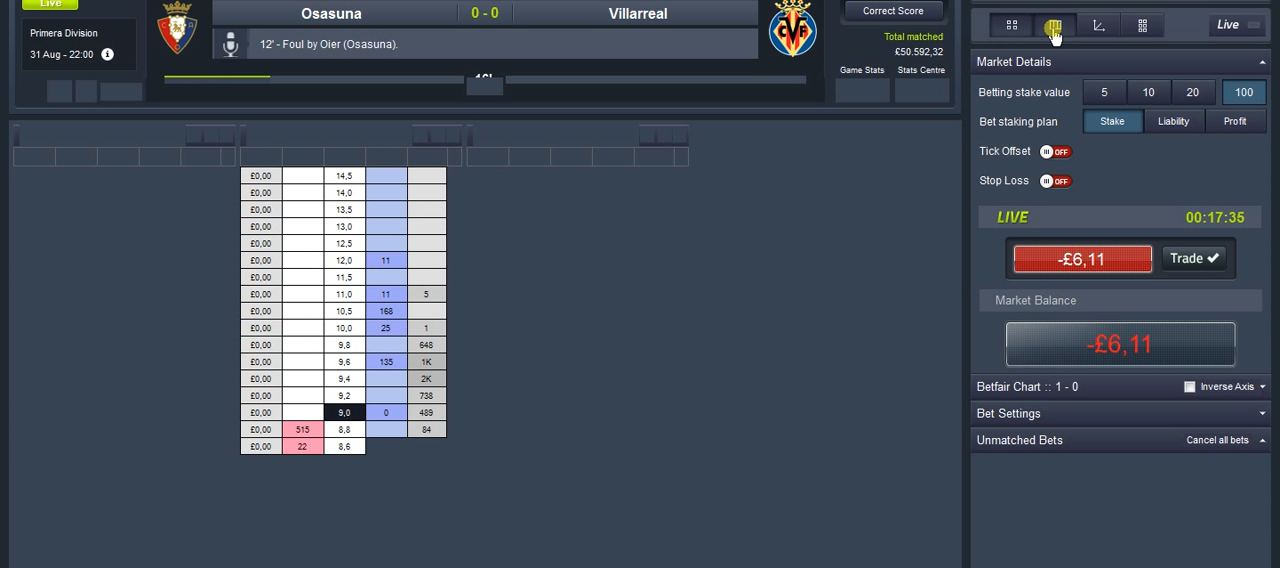 Live
Primera Division
31 Aug - 22:00 i
Osasuna 0 - 0 Villarreal
12' - Foul by Oier (Osasuna).
Correct Score
Total matched
£50.592,32
Game Stats Stats Centre
Live
Market Details
Betting stake value 5 10 20 100
Bet staking plan Stake Liability Profit
Tick Offset OFF
Stop Loss OFF
LIVE 00:17:35
-£6,11 Trade
Market Balance
-£6,11
Betfair Chart :: 1 - 0 Inverse Axis
Bet Settings
Unmatched Bets Cancel all bets
£0,00 14,5
£0,00 14,0
£0,00 13,5
£0,00 13,0
£0,00 12,5
£0,00 12,0 11
£0,00 11,5
£0,00 11,0 11 5
£0,00 10,5 168
£0,00 10,0 25 1
£0,00 9,8 648
£0,00 9,6 135 1K
£0,00 9,4 2K
£0,00 9,2 738
£0,00 9,0 0 489
£0,00 515 8,8 84
£0,00 22 8,6